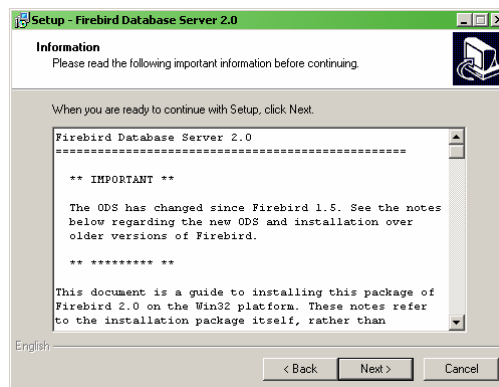 Setup - Firebird Database Server 2.0
Information
Please read the following important information before continuing.
When you are ready to continue with Setup, click Next.
Firebird Database Server 2.0
==================================================
** IMPORTANT **
The ODS has changed since Firebird 1.5. See the notes
below regarding the new ODS and installation over
older versions of Firebird.
** ********* **
This document is a guide to installing this package of
Firebird 2.0 on the Win32 platform. These notes refer
to the installation package itself, rather than
English
< Back
Next >
Cancel